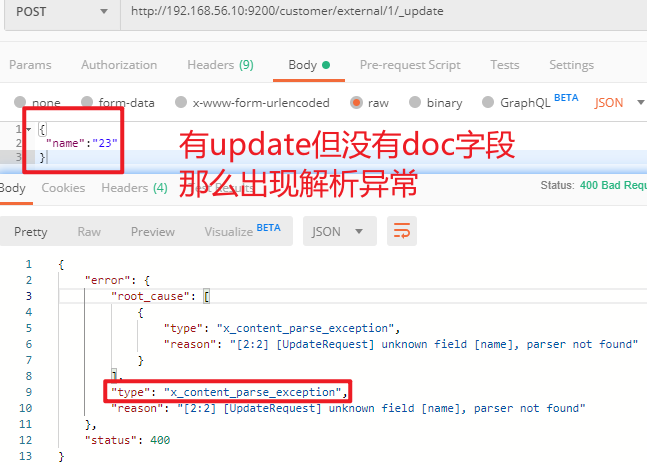 POST http://192.168.56.10:9200/customer/external/1/_update
Params Authorization Headers (9) Body Pre-request Script Tests Settings
none form-data x-www-form-urlencoded raw binary GraphQL BETA JSON
1 {
2 "name":"23"
3 }
有update但没有doc字段
那么出现解析异常
Body Cookies Headers (4) Test Results Status: 400 Bad Requ
Pretty Raw Preview Visualize BETA JSON
1 {
2 "error": {
3 "root_cause": [
4 {
5 "type": "x_content_parse_exception",
6 "reason": "[2:2] [UpdateRequest] unknown field [name], parser not found"
7 }
8 ],
9 "type": "x_content_parse_exception",
10 "reason": "[2:2] [UpdateRequest] unknown field [name], parser not found"
11 },
12 "status": 400
13 }